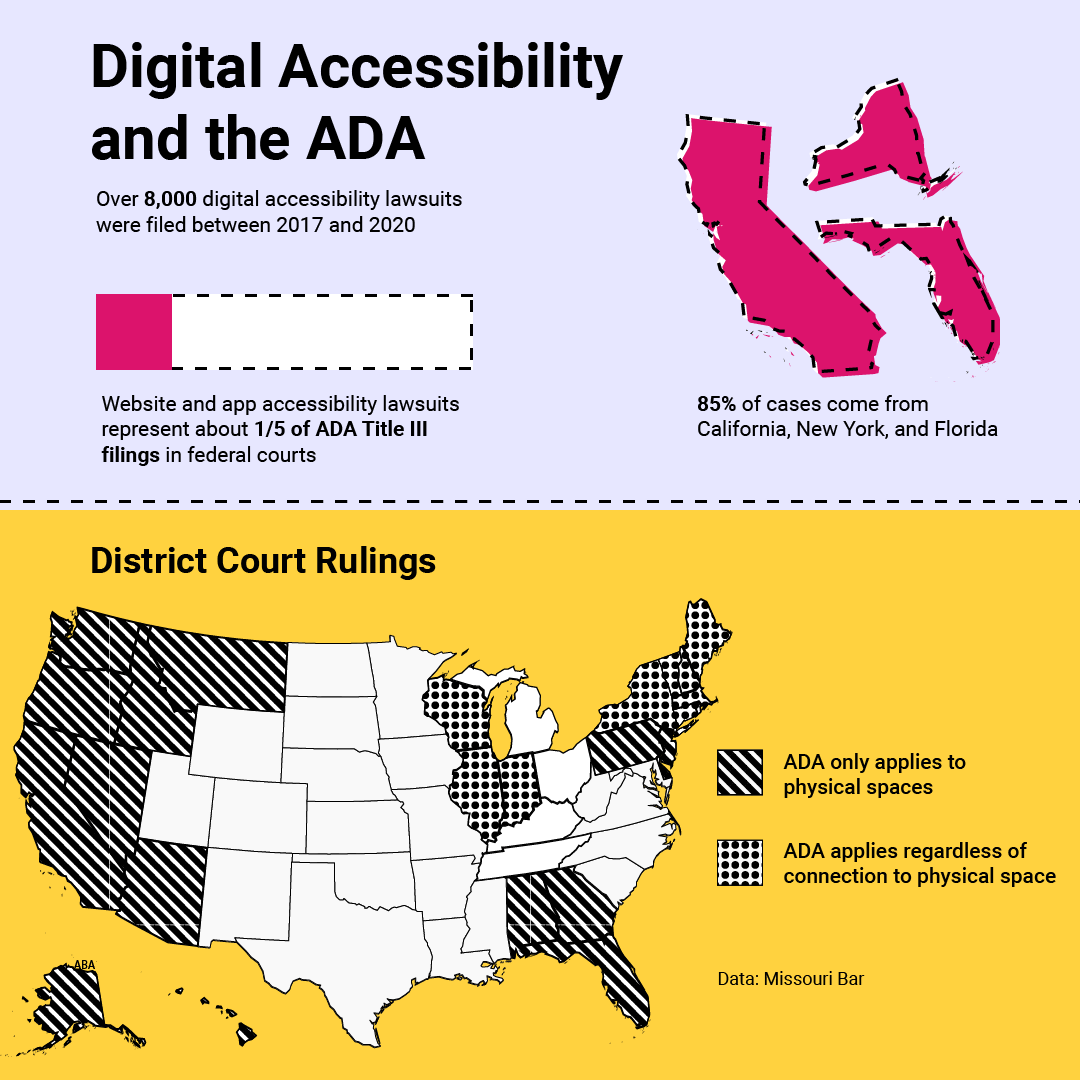 Digital Accessibility
and the ADA
Over 8,000 digital accessibility lawsuits
were filed between 2017 and 2020
Website and app accessibility lawsuits
represent about 1/5 of ADA Title III
filings in federal courts
85% of cases come from
California, New York, and Florida
District Court Rulings
ADA only applies to
physical spaces
ADA applies regardless of
connection to physical space
ABA
Data: Missouri Bar